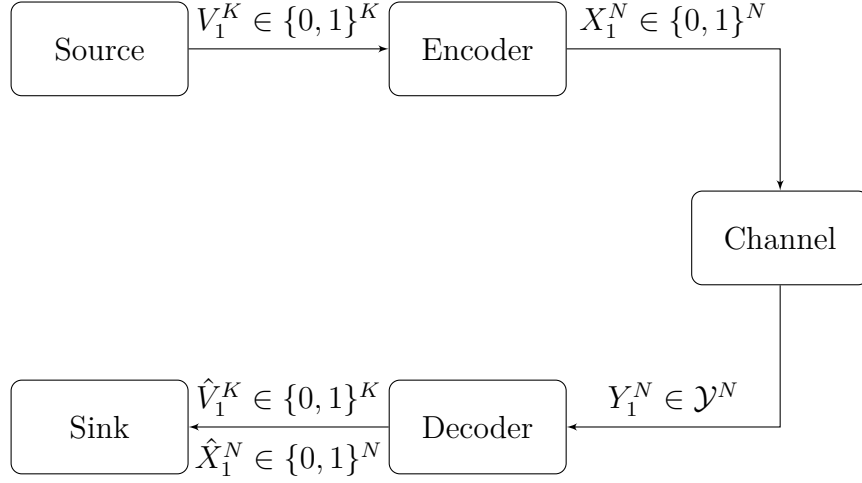 Source
V_1^K ∈ {0, 1}^K
Encoder
X_1^N ∈ {0, 1}^N
Channel
Y_1^N ∈ 𝒴^N
Decoder
V̂_1^K ∈ {0, 1}^K
X̂_1^N ∈ {0, 1}^N
Sink